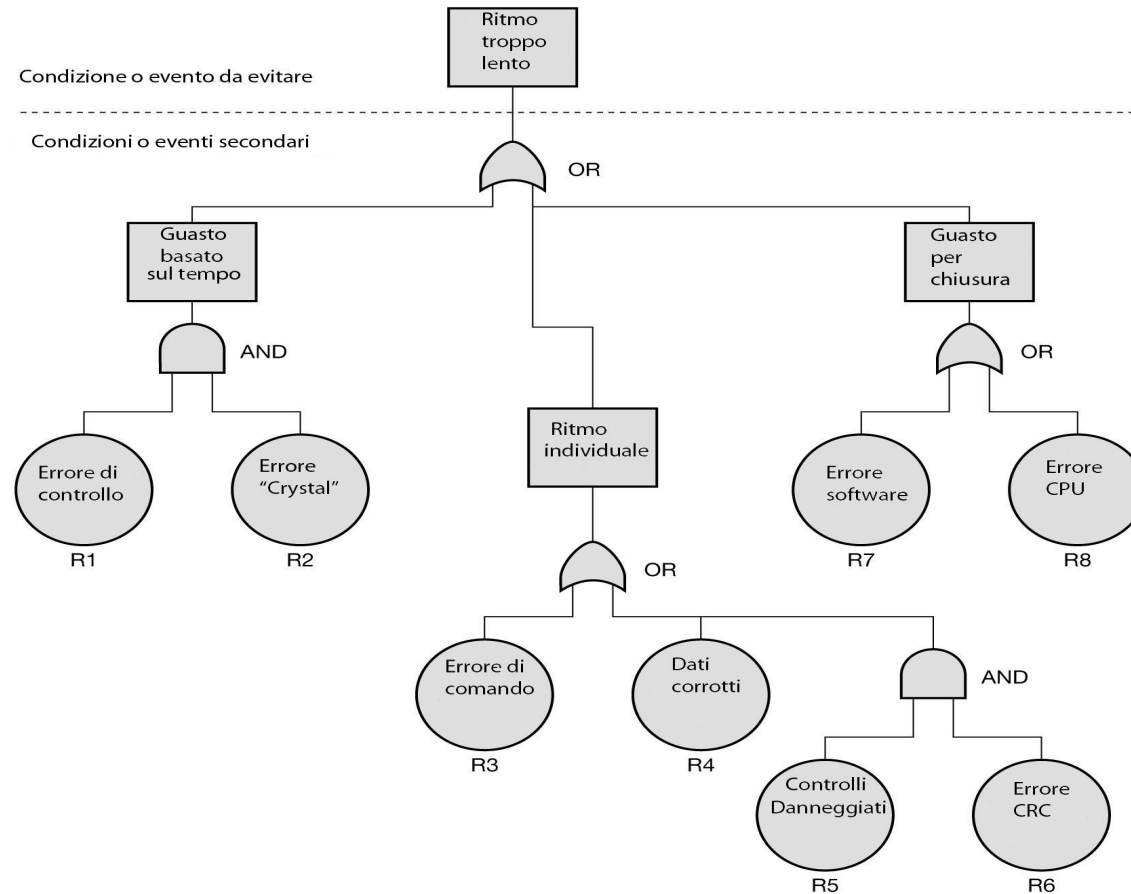 Ritmo
troppo
lento
Condizione o evento da evitare
Condizioni o eventi secondari
OR
Guasto
basato
sul tempo
Guasto
per
chiusura
AND
OR
Ritmo
individuale
Errore di
controllo
R1
Errore
“Crystal”
R2
Errore
software
R7
Errore
CPU
R8
OR
Errore di
comando
R3
Dati
corrotti
R4
AND
Controlli
Danneggiati
R5
Errore
CRC
R6